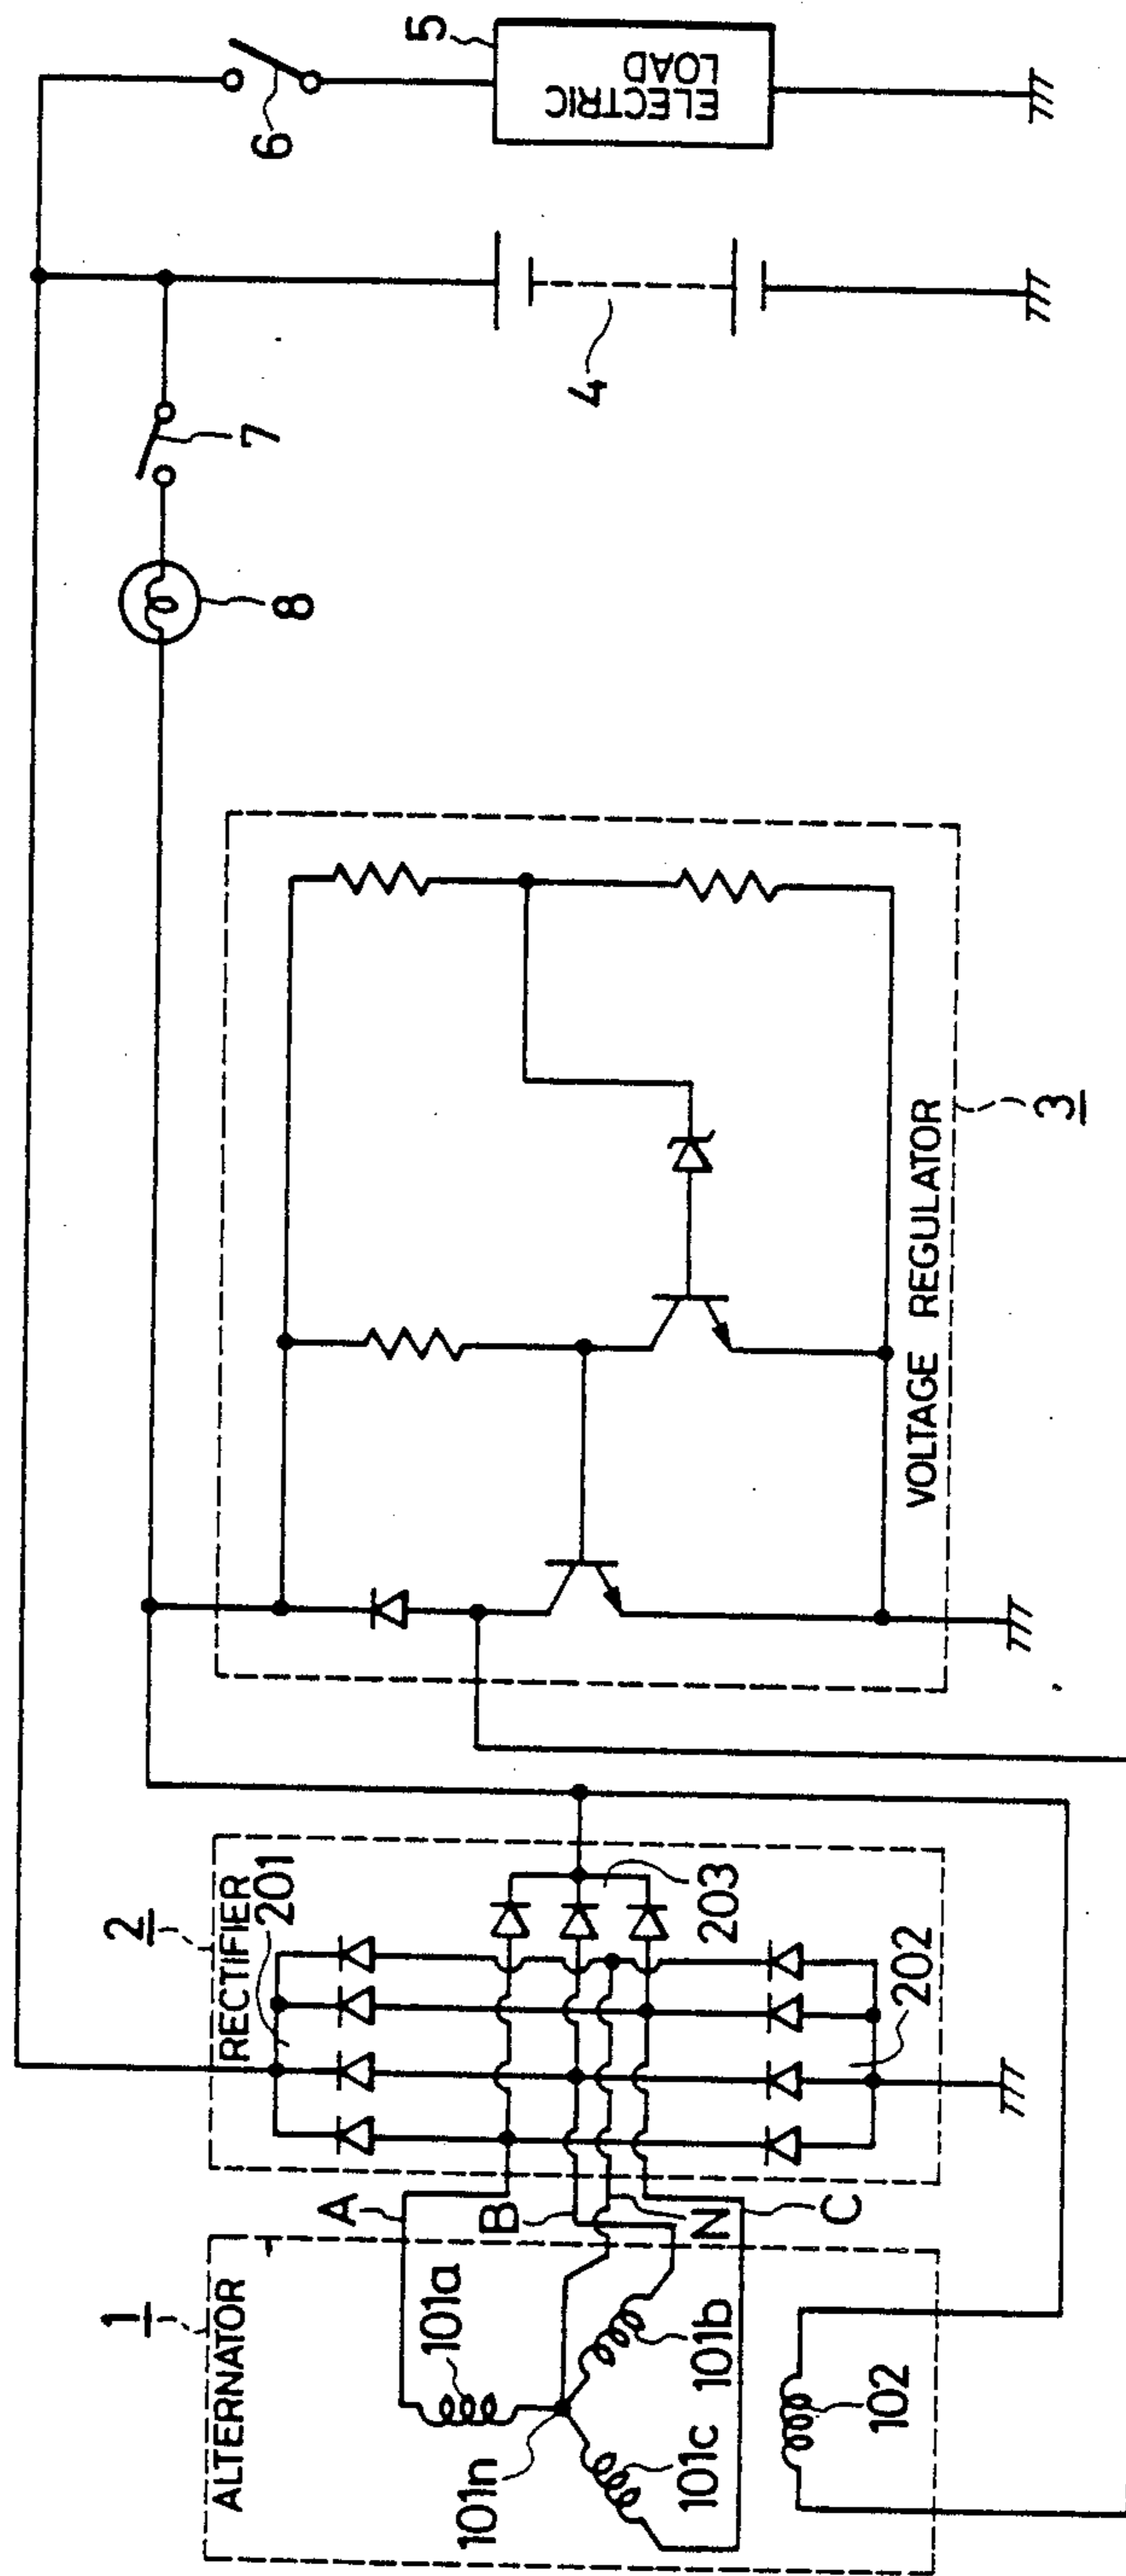 1
ALTERNATOR
101a
101n
101b
101c
102
A
B
N
C
2
RECTIFIER
201
203
202
VOLTAGE REGULATOR
3
8
7
4
6
5
ELECTRIC
LOAD